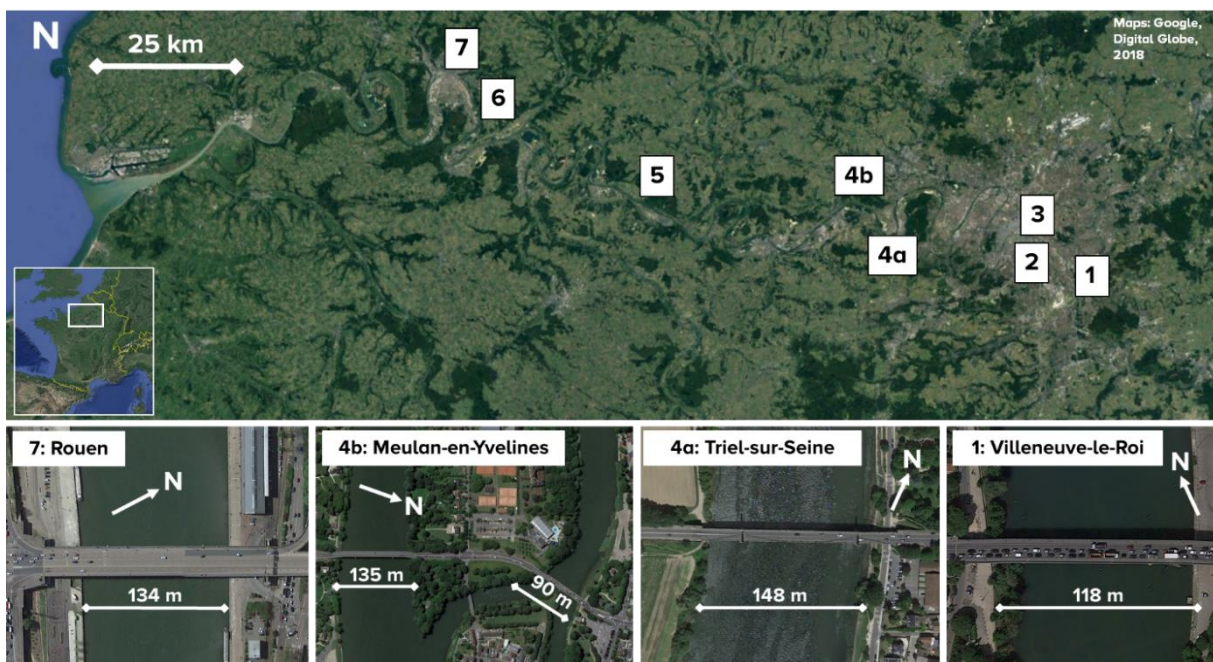 N
25 km
Maps: Google,
Digital Globe,
2018
7
6
5
4b
4a
3
2
1
7: Rouen
N
134 m
4b: Meulan-en-Yvelines
N
135 m
90 m
4a: Triel-sur-Seine
N
148 m
1: Villeneuve-le-Roi
N
118 m